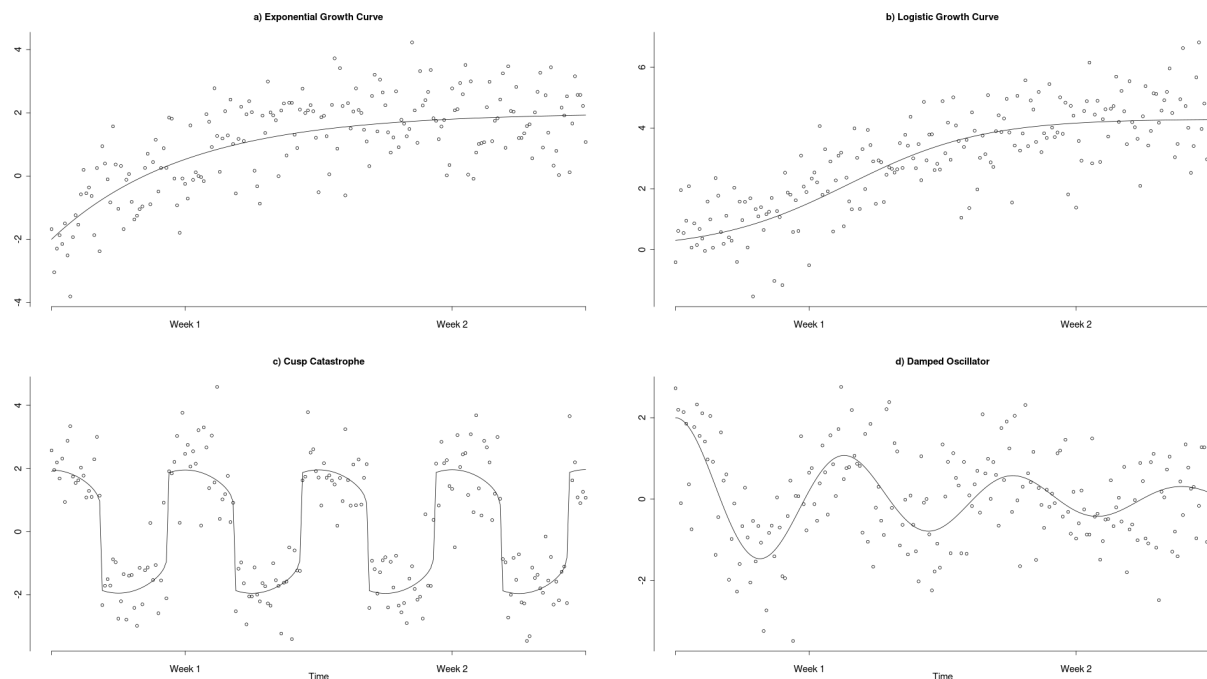 a) Exponential Growth Curve
4
2
0
-2
-4
Week 1
Week 2
b) Logistic Growth Curve
6
4
2
0
Week 1
Week 2
c) Cusp Catastrophe
4
2
0
-2
Week 1
Week 2
Time
d) Damped Oscillator
2
0
-2
Week 1
Week 2
Time